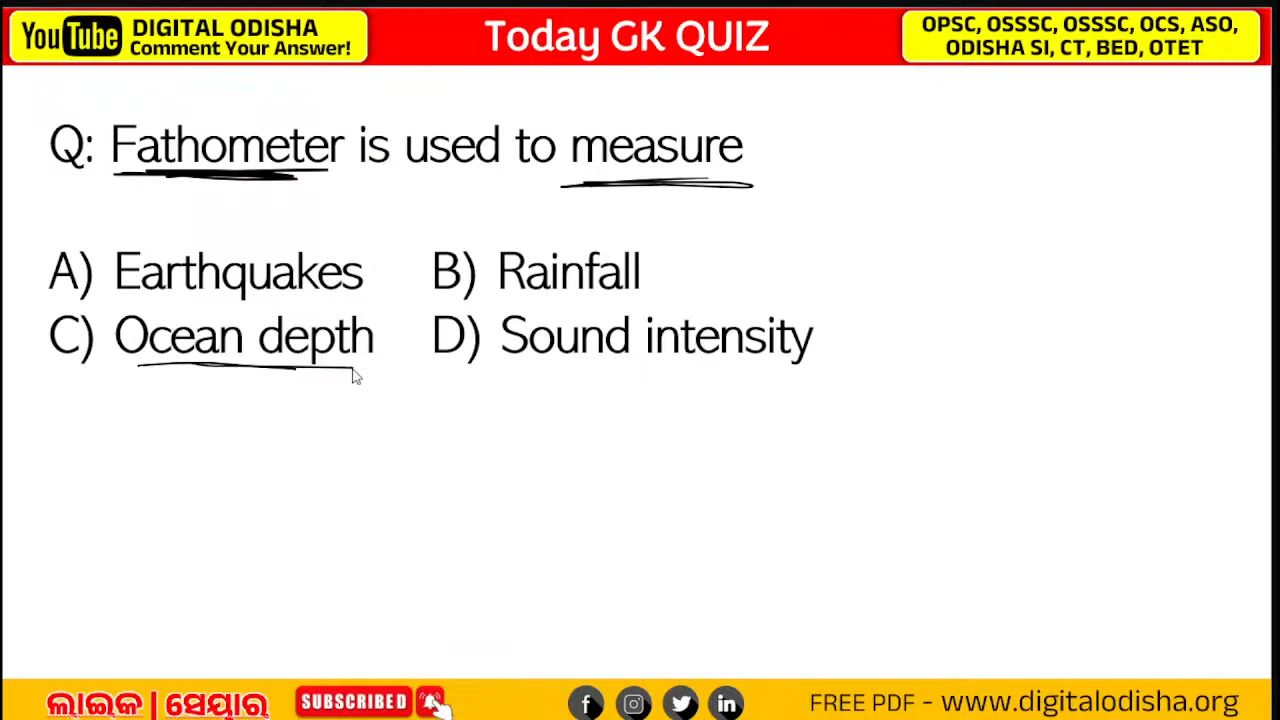 YouTube DIGITAL ODISHA
Comment Your Answer!
Today GK QUIZ
OPSC, OSSSC, OSSSC, OCS, ASO,
ODISHA SI, CT, BED, OTET
Q: Fathometer is used to measure
A) Earthquakes B) Rainfall
C) Ocean depth D) Sound intensity
ଲାଇକ | ସେୟାର୍ SUBSCRIBED FREE PDF - www.digitalodisha.org